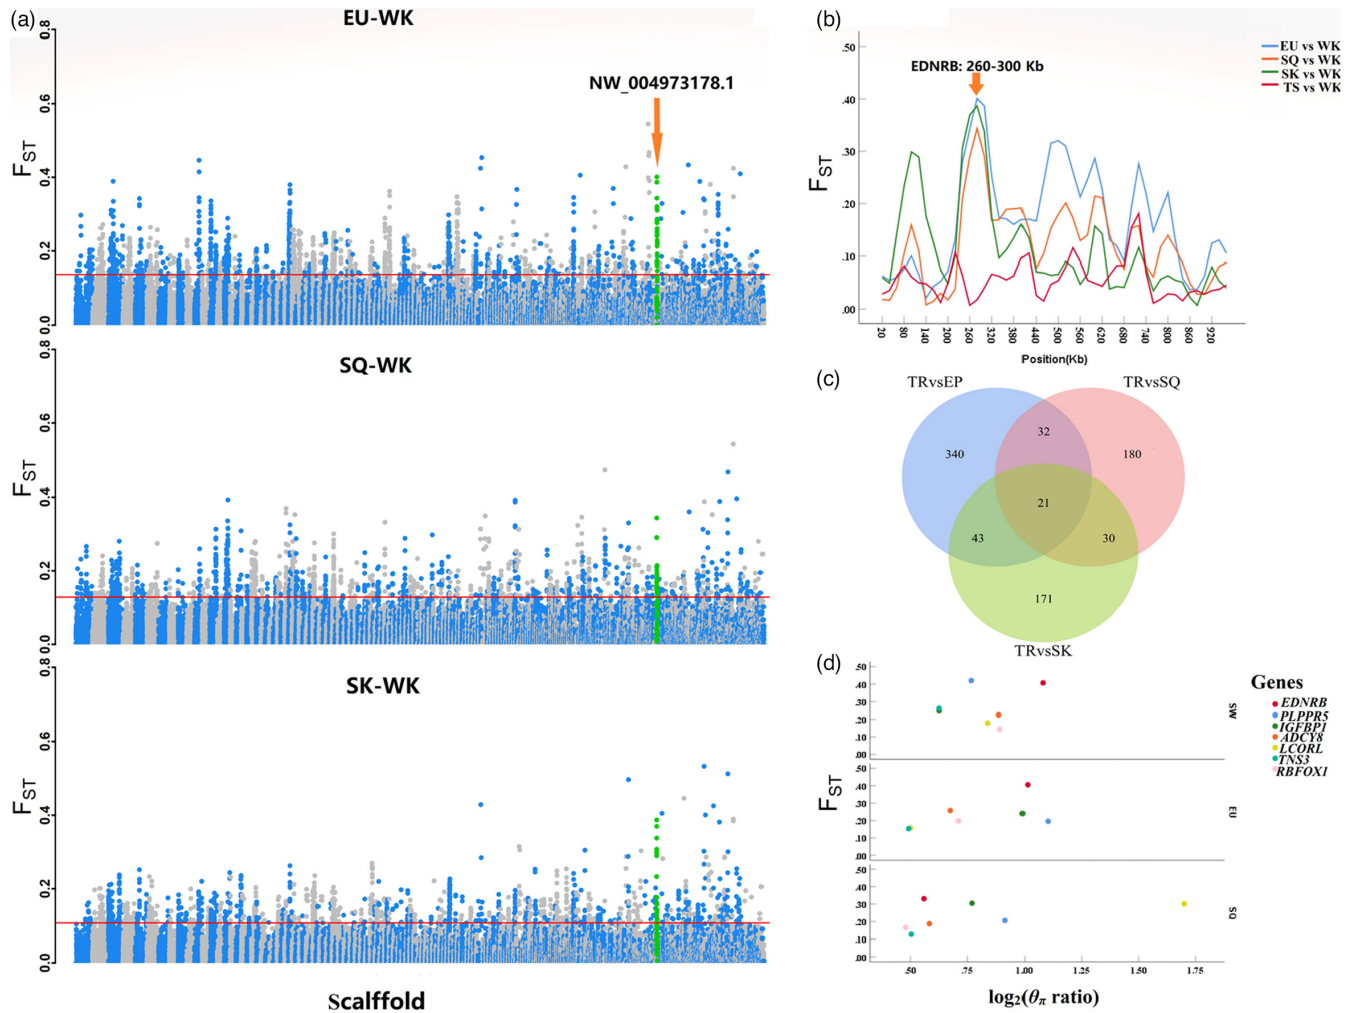 (a)
EU-WK
NW_004973178.1
F_ST
0.8
0.6
0.4
0.2
0.0
SQ-WK
F_ST
0.8
0.6
0.4
0.2
0.0
SK-WK
F_ST
0.8
0.6
0.4
0.2
0.0
Scalffold
(b)
EDNRB: 260-300 Kb
EU vs WK
SQ vs WK
SK vs WK
TS vs WK
F_ST
.50
.40
.30
.20
.10
.00
20 80 140 200 260 320 380 440 500 560 620 680 740 800 860 920
Position(Kb)
(c)
TRvsEP
TRvsSQ
32
340
180
21
43
30
171
TRvsSK
(d)
F_ST
.50
.40
.30
.20
.10
.00
SW
.50
.40
.30
.20
.10
.00
EU
.50
.40
.30
.20
.10
.00
SQ
.50 .75 1.00 1.25 1.50 1.75
log₂(θπ ratio)
Genes
EDNRB
PLPPR5
IGFBP1
ADCY8
LCORL
TNS3
RBFOX1